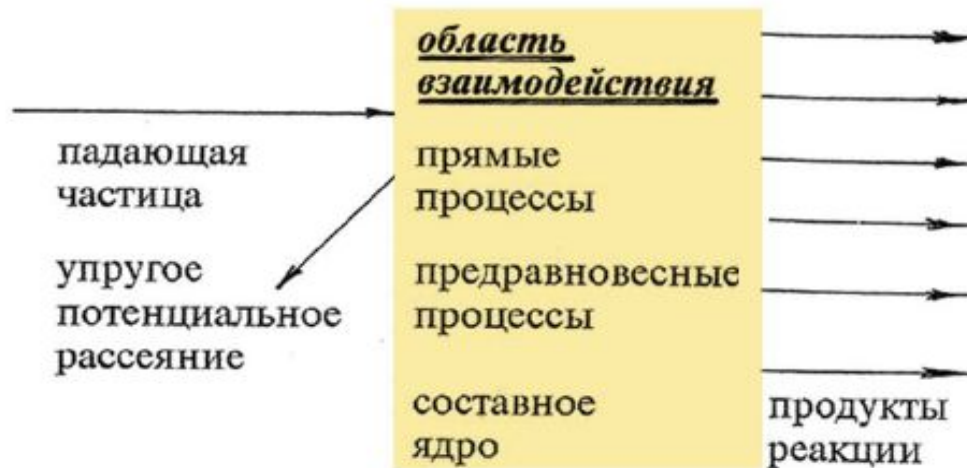 область
взаимодействия
падающая
частица
прямые
процессы
упругое
потенциальное
рассеяние
предравновесные
процессы
составное
ядро
продукты
реакции